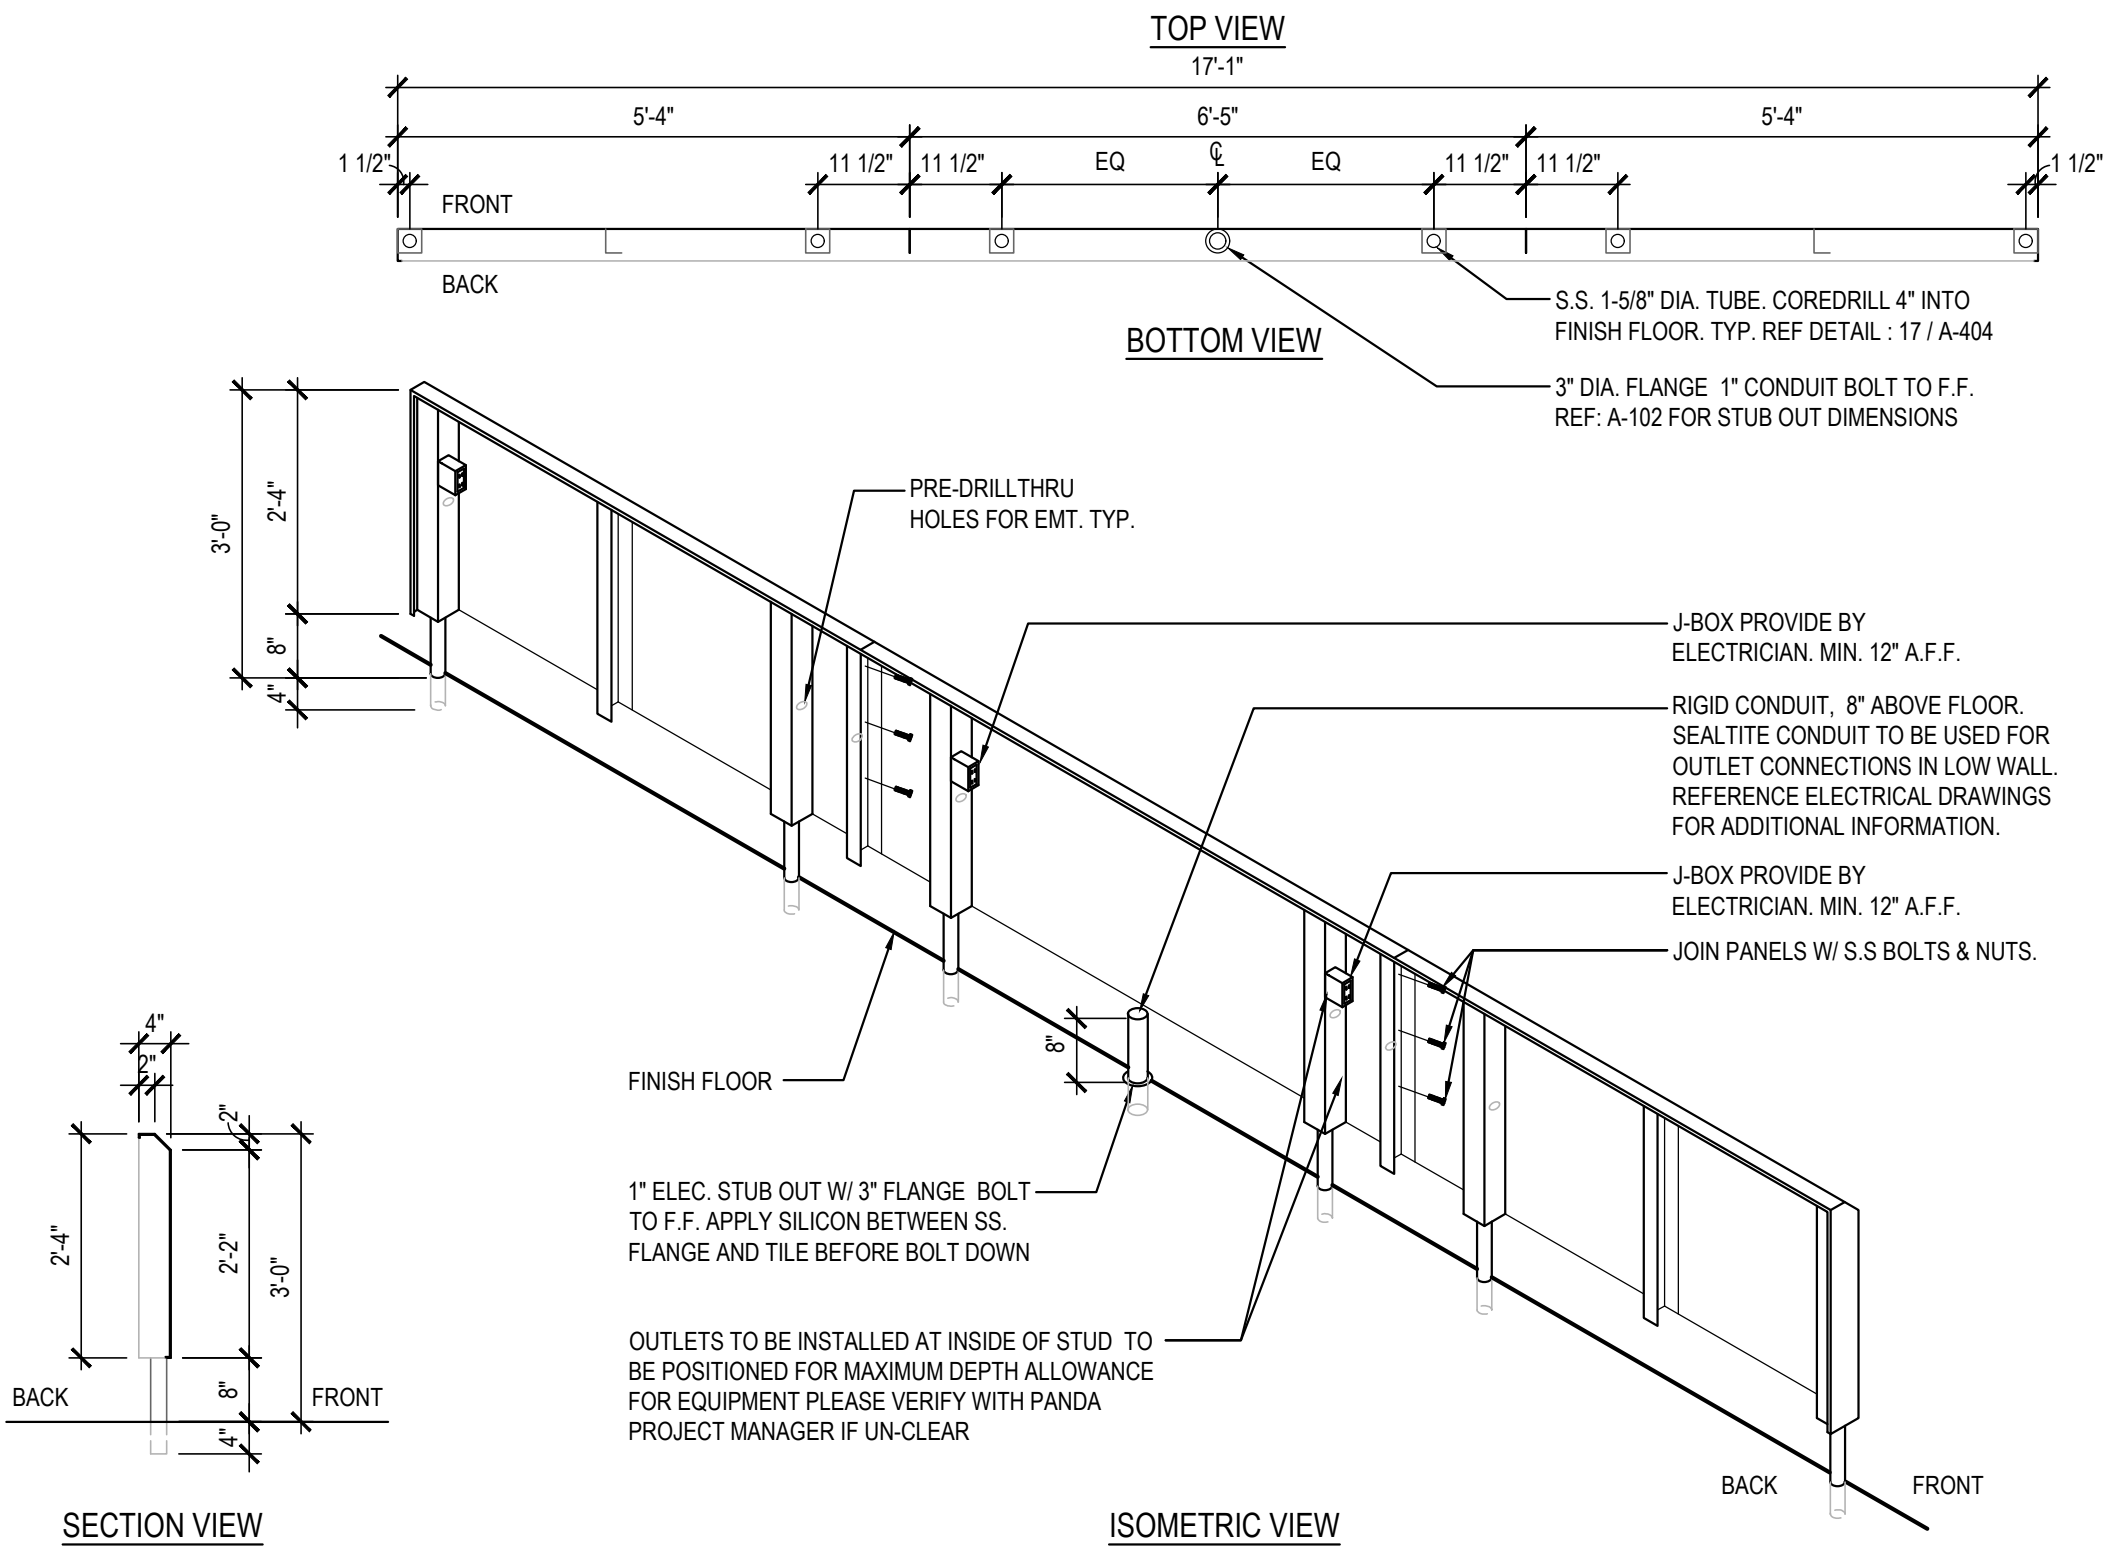 TOP VIEW
17'-1"
5'-4"
6'-5"
5'-4"
1 1/2"
11 1/2"
11 1/2"
EQ
℄
EQ
11 1/2"
11 1/2"
1 1/2"
FRONT
BACK
BOTTOM VIEW
S.S. 1-5/8" DIA. TUBE. COREDRILL 4" INTO
FINISH FLOOR. TYP. REF DETAIL : 17 / A-404
3" DIA. FLANGE 1" CONDUIT BOLT TO F.F.
REF: A-102 FOR STUB OUT DIMENSIONS
3'-0"
2'-4"
8"
4"
PRE-DRILLTHRU
HOLES FOR EMT. TYP.
J-BOX PROVIDE BY
ELECTRICIAN. MIN. 12" A.F.F.
RIGID CONDUIT, 8" ABOVE FLOOR.
SEALTITE CONDUIT TO BE USED FOR
OUTLET CONNECTIONS IN LOW WALL.
REFERENCE ELECTRICAL DRAWINGS
FOR ADDITIONAL INFORMATION.
J-BOX PROVIDE BY
ELECTRICIAN. MIN. 12" A.F.F.
JOIN PANELS W/ S.S BOLTS & NUTS.
8"
FINISH FLOOR
1" ELEC. STUB OUT W/ 3" FLANGE BOLT
TO F.F. APPLY SILICON BETWEEN SS.
FLANGE AND TILE BEFORE BOLT DOWN
OUTLETS TO BE INSTALLED AT INSIDE OF STUD TO
BE POSITIONED FOR MAXIMUM DEPTH ALLOWANCE
FOR EQUIPMENT PLEASE VERIFY WITH PANDA
PROJECT MANAGER IF UN-CLEAR
BACK
FRONT
ISOMETRIC VIEW
4"
2"
2"
2'-4"
2'-2"
3'-0"
8"
4"
BACK
FRONT
SECTION VIEW